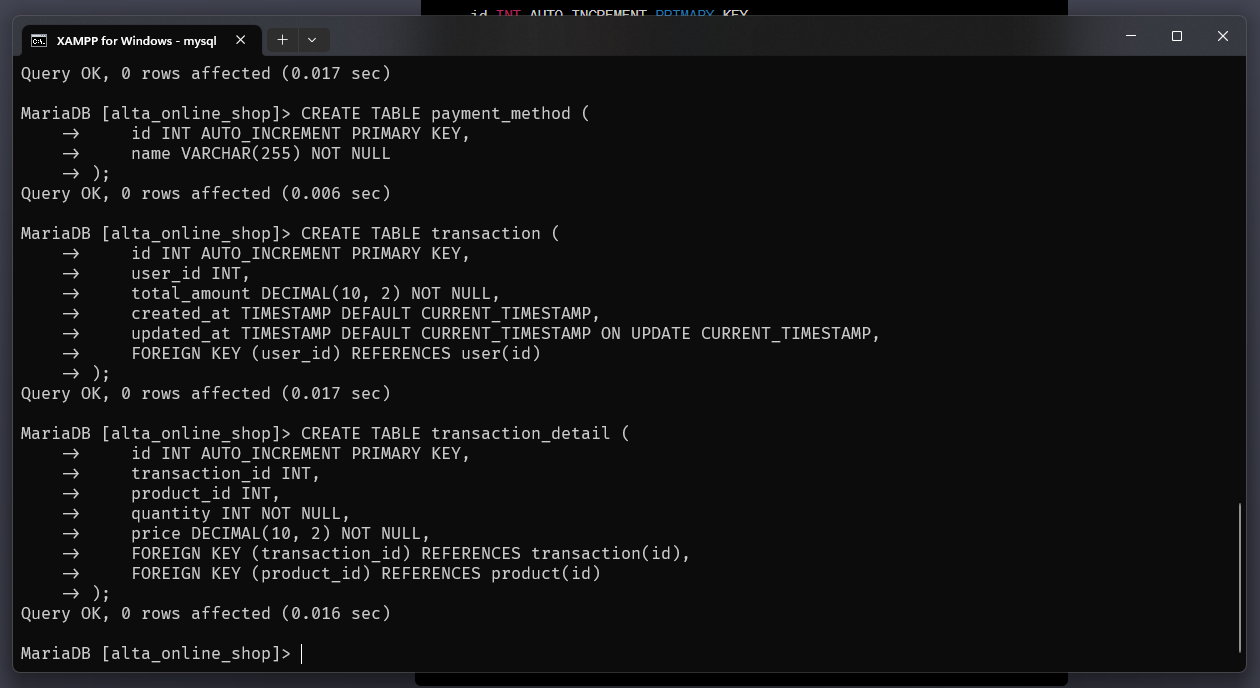 id INT AUTO_INCREMENT PRIMARY KEY
XAMPP for Windows - mysql
Query OK, 0 rows affected (0.017 sec)
MariaDB [alta_online_shop]> CREATE TABLE payment_method (
-> id INT AUTO_INCREMENT PRIMARY KEY,
-> name VARCHAR(255) NOT NULL
-> );
Query OK, 0 rows affected (0.006 sec)
MariaDB [alta_online_shop]> CREATE TABLE transaction (
-> id INT AUTO_INCREMENT PRIMARY KEY,
-> user_id INT,
-> total_amount DECIMAL(10, 2) NOT NULL,
-> created_at TIMESTAMP DEFAULT CURRENT_TIMESTAMP,
-> updated_at TIMESTAMP DEFAULT CURRENT_TIMESTAMP ON UPDATE CURRENT_TIMESTAMP,
-> FOREIGN KEY (user_id) REFERENCES user(id)
-> );
Query OK, 0 rows affected (0.017 sec)
MariaDB [alta_online_shop]> CREATE TABLE transaction_detail (
-> id INT AUTO_INCREMENT PRIMARY KEY,
-> transaction_id INT,
-> product_id INT,
-> quantity INT NOT NULL,
-> price DECIMAL(10, 2) NOT NULL,
-> FOREIGN KEY (transaction_id) REFERENCES transaction(id),
-> FOREIGN KEY (product_id) REFERENCES product(id)
-> );
Query OK, 0 rows affected (0.016 sec)
MariaDB [alta_online_shop]>